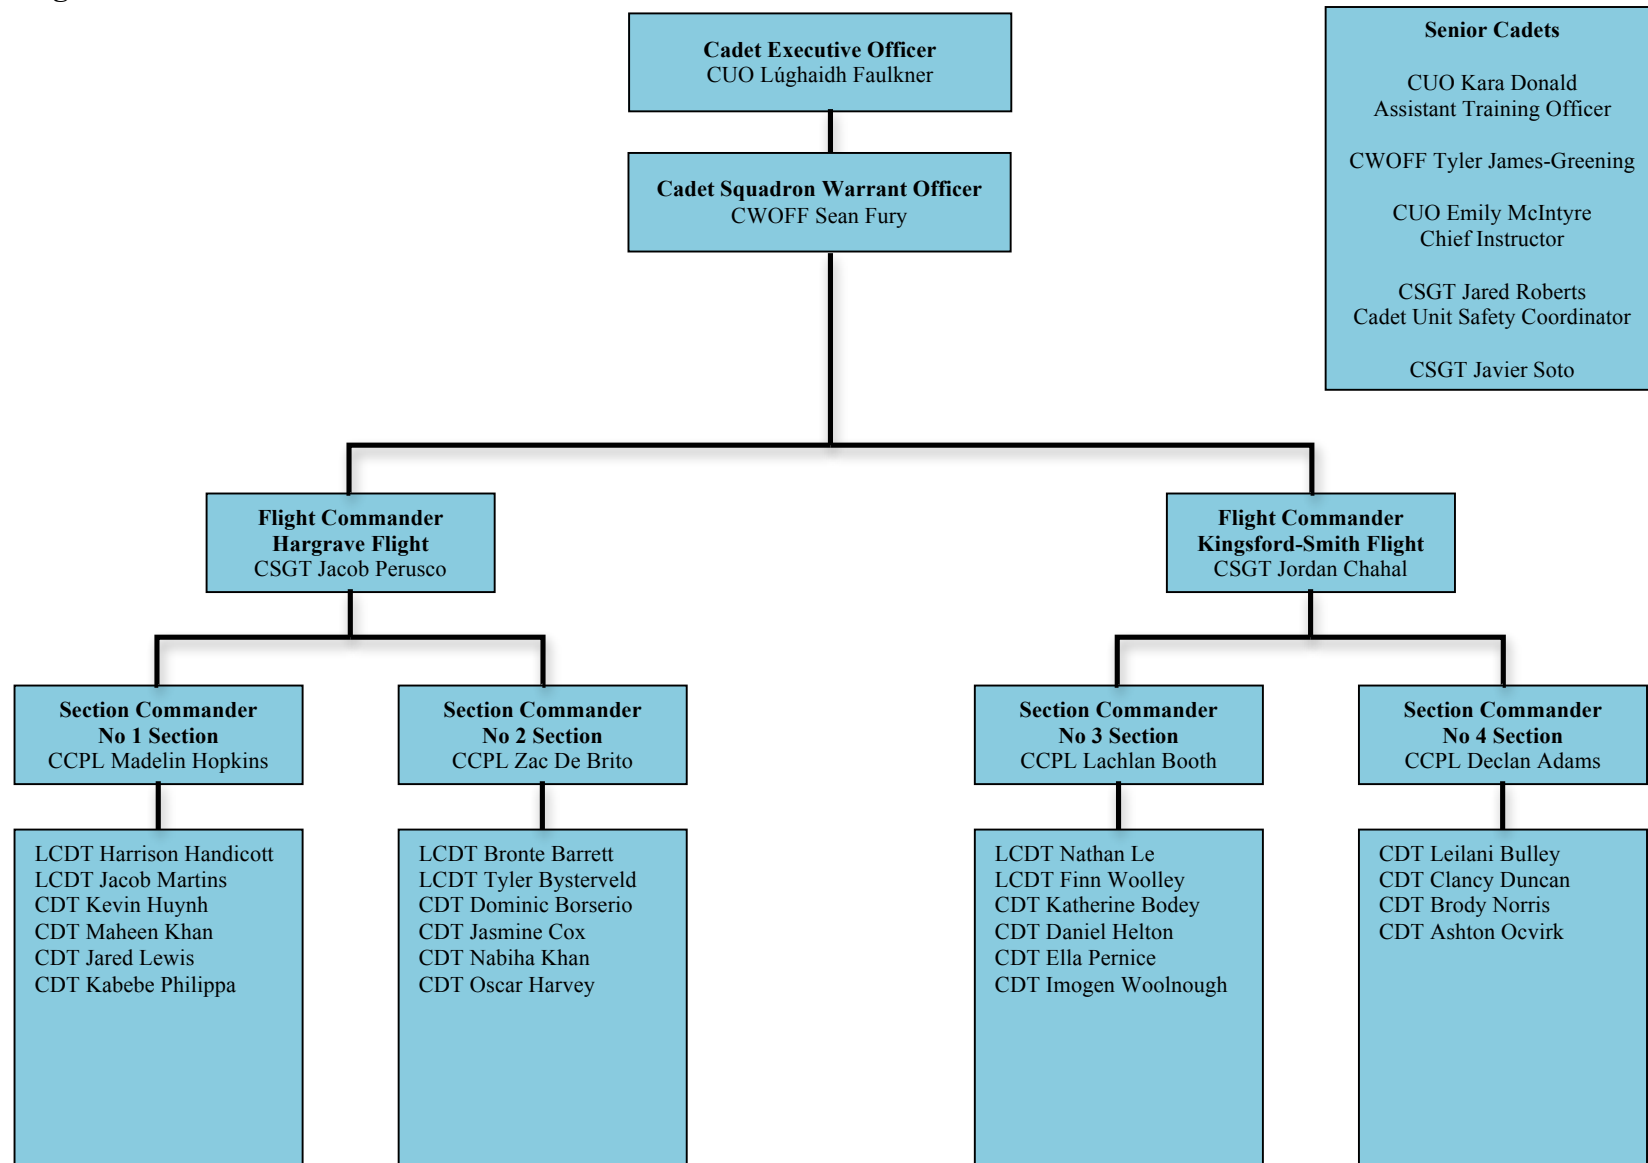 Cadet Executive Officer
CUO Lúghaidh Faulkner
Senior Cadets
CUO Kara Donald
Assistant Training Officer
CWOFF Tyler James-Greening
CUO Emily McIntyre
Chief Instructor
CSGT Jared Roberts
Cadet Unit Safety Coordinator
CSGT Javier Soto
Cadet Squadron Warrant Officer
CWOFF Sean Fury
Flight Commander
Hargrave Flight
CSGT Jacob Perusco
Flight Commander
Kingsford-Smith Flight
CSGT Jordan Chahal
Section Commander
No 1 Section
CCPL Madelin Hopkins
Section Commander
No 2 Section
CCPL Zac De Brito
Section Commander
No 3 Section
CCPL Lachlan Booth
Section Commander
No 4 Section
CCPL Declan Adams
LCDT Harrison Handicott
LCDT Jacob Martins
CDT Kevin Huynh
CDT Maheen Khan
CDT Jared Lewis
CDT Kabebe Philippa
LCDT Bronte Barrett
LCDT Tyler Bysterveld
CDT Dominic Borserio
CDT Jasmine Cox
CDT Nabiha Khan
CDT Oscar Harvey
LCDT Nathan Le
LCDT Finn Woolley
CDT Katherine Bodey
CDT Daniel Helton
CDT Ella Pernice
CDT Imogen Woolnough
CDT Leilani Bulley
CDT Clancy Duncan
CDT Brody Norris
CDT Ashton Ocvirk